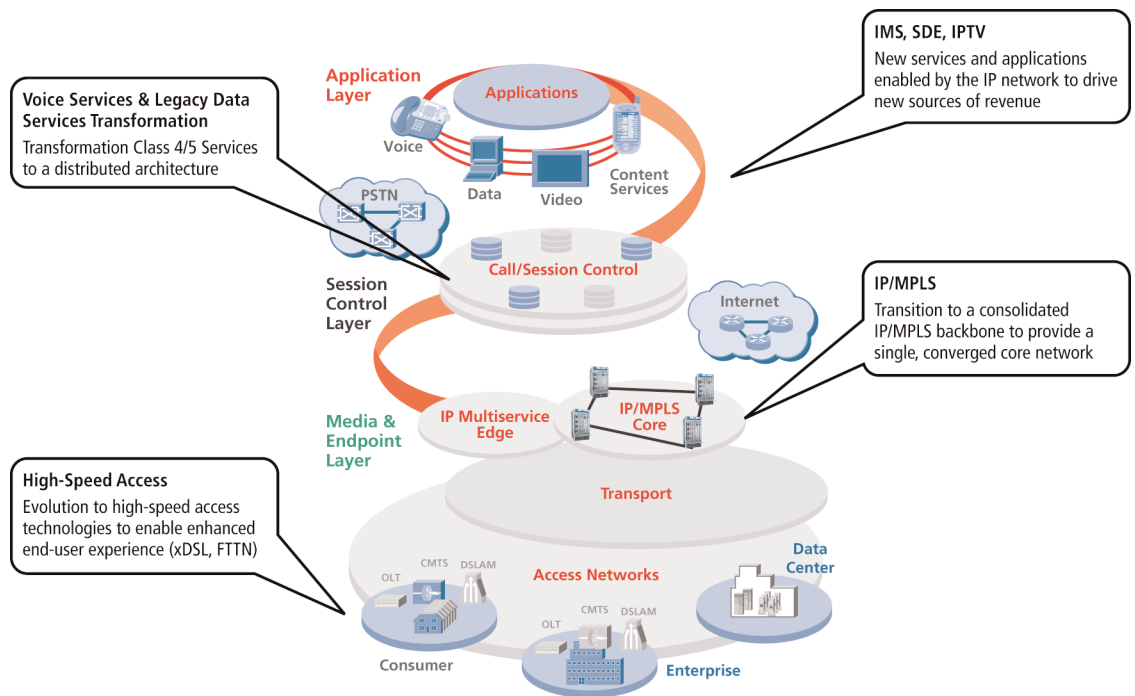 IMS, SDE, IPTV
New services and applications
enabled by the IP network to drive
new sources of revenue
Voice Services & Legacy Data
Services Transformation
Transformation Class 4/5 Services
to a distributed architecture
Application
Layer
Applications
Voice
Data
Video
Content
Services
PSTN
Call/Session Control
Session
Control
Layer
Internet
IP/MPLS
Transition to a consolidated
IP/MPLS backbone to provide a
single, converged core network
IP Multiservice
Edge
IP/MPLS
Core
Media &
Endpoint
Layer
Transport
High-Speed Access
Evolution to high-speed access
technologies to enable enhanced
end-user experience (xDSL, FTTN)
Access Networks
Data
Center
OLT
CMTS
DSLAM
Consumer
OLT
CMTS
DSLAM
Enterprise